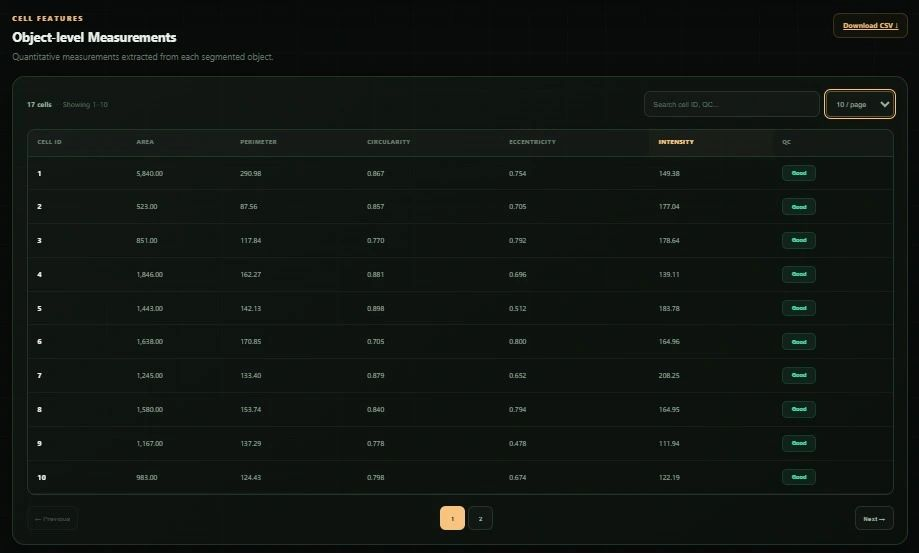 CELL FEATURES
Object-level Measurements
Quantitative measurements extracted from each segmented object.
Download CSV ↓
17 cells · Showing 1–10
Search cell ID, QC...
10 / page
CELL ID AREA PERIMETER CIRCULARITY ECCENTRICITY INTENSITY QC
1 5,840.00 290.98 0.867 0.754 149.38 Good
2 523.00 87.56 0.857 0.705 177.04 Good
3 851.00 117.84 0.770 0.792 178.64 Good
4 1,846.00 162.27 0.881 0.696 139.11 Good
5 1,443.00 142.13 0.898 0.512 183.78 Good
6 1,638.00 170.85 0.705 0.800 164.96 Good
7 1,245.00 133.40 0.879 0.652 208.25 Good
8 1,580.00 153.74 0.840 0.794 164.95 Good
9 1,167.00 137.29 0.778 0.478 111.94 Good
10 983.00 124.43 0.798 0.674 122.19 Good
← Previous 1 2 Next →